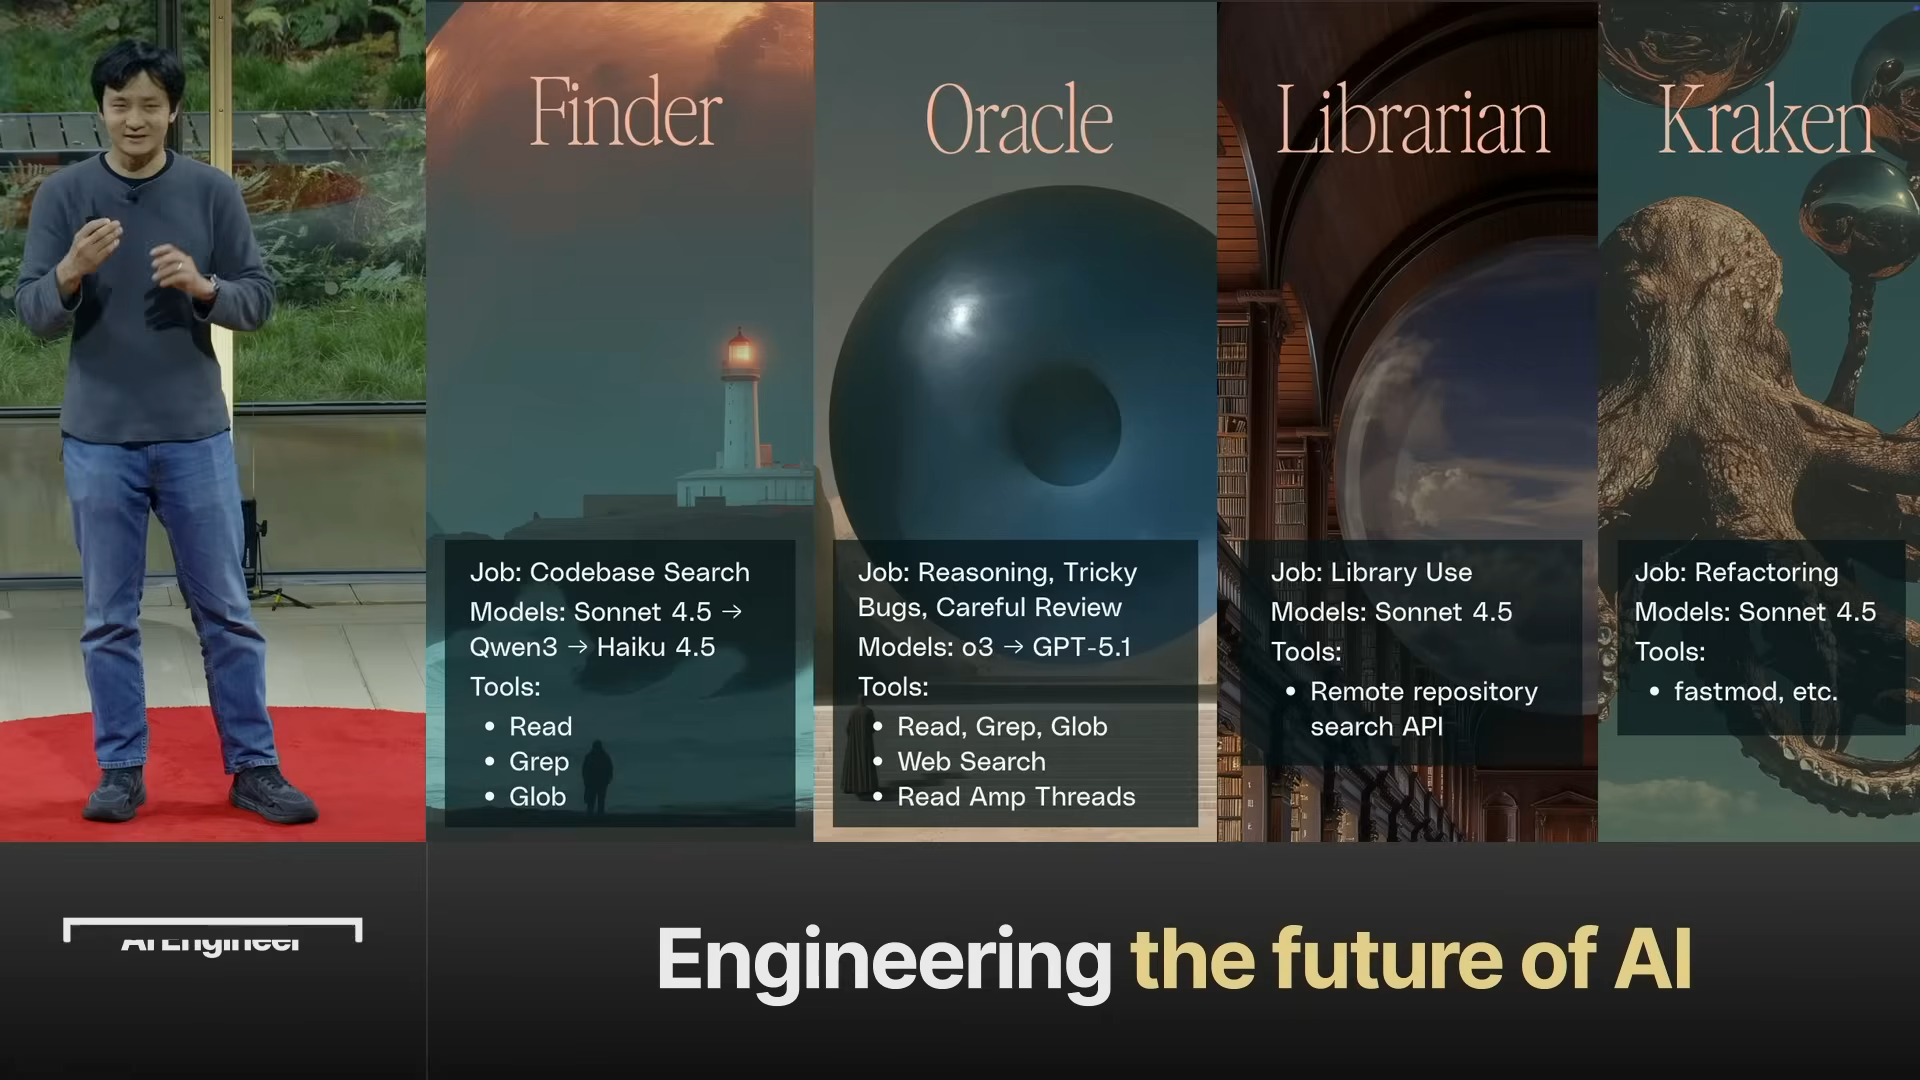 Finder
Job: Codebase Search
Models: Sonnet 4.5 →
Qwen3 → Haiku 4.5
Tools:
• Read
• Grep
• Glob
Oracle
Job: Reasoning, Tricky
Bugs, Careful Review
Models: o3 → GPT-5.1
Tools:
• Read, Grep, Glob
• Web Search
• Read Amp Threads
Librarian
Job: Library Use
Models: Sonnet 4.5
Tools:
• Remote repository
search API
Kraken
Job: Refactoring
Models: Sonnet 4.5
Tools:
• fastmod, etc.
AI Engineer
Engineering the future of AI